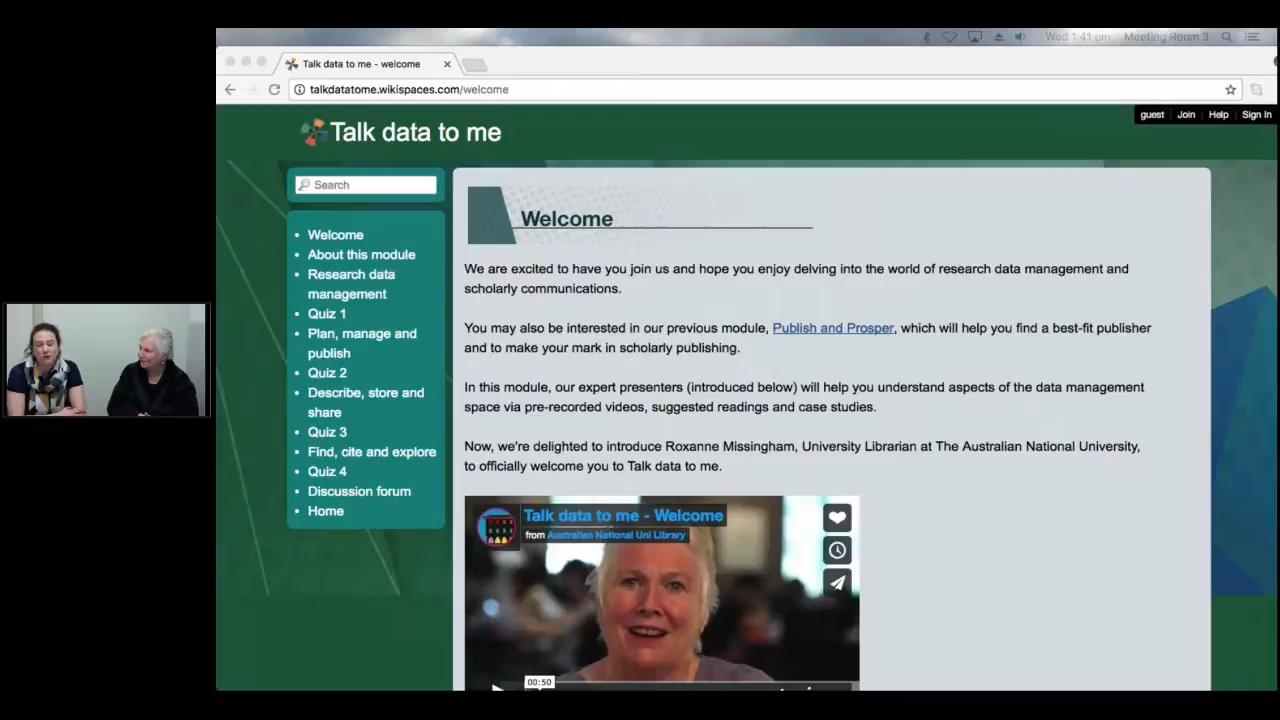 Wed 1:41 pm Meeting Room 3
Talk data to me - welcome
talkdatatome.wikispaces.com/welcome
guest Join Help Sign In
Talk data to me
Search
Welcome
About this module
Research data
management
Quiz 1
Plan, manage and
publish
Quiz 2
Describe, store and
share
Quiz 3
Find, cite and explore
Quiz 4
Discussion forum
Home
Welcome
We are excited to have you join us and hope you enjoy delving into the world of research data management and
scholarly communications.
You may also be interested in our previous module, Publish and Prosper, which will help you find a best-fit publisher
and to make your mark in scholarly publishing.
In this module, our expert presenters (introduced below) will help you understand aspects of the data management
space via pre-recorded videos, suggested readings and case studies.
Now, we're delighted to introduce Roxanne Missingham, University Librarian at The Australian National University,
to officially welcome you to Talk data to me.
Talk data to me - Welcome
from Australian National Uni Library
00:50